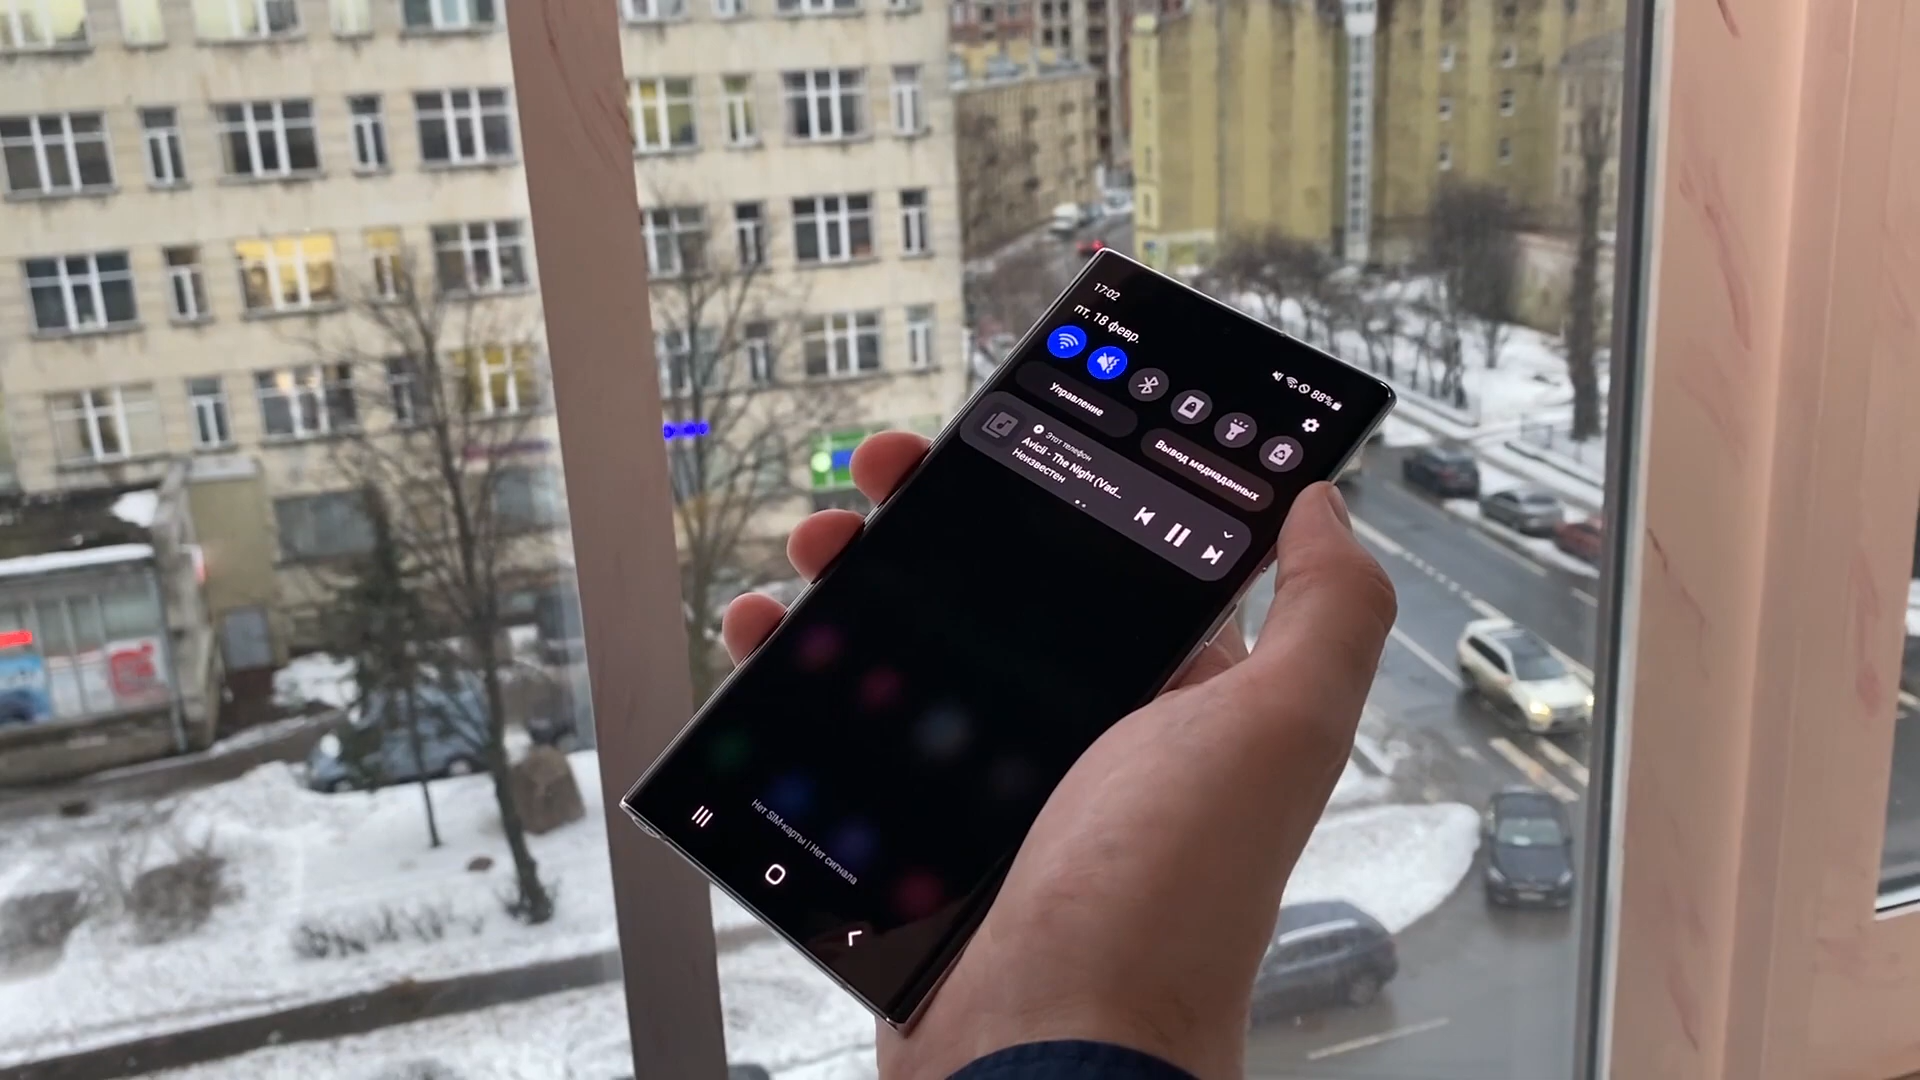 17:02
пт, 18 февр.
88%
Управление
Вывод медиаданных
Этот телефон
Avicii - The Night (Vad...
Неизвестен
Нет SIM-карты | Нет сигнала